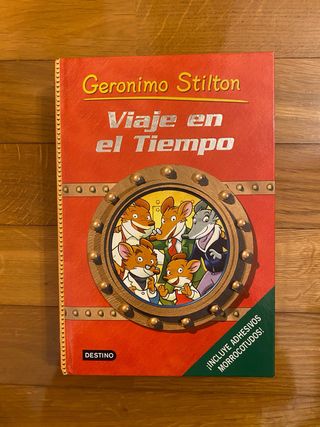 Geronimo Stilton
Viaje en
el Tiempo
¡INCLUYE ADHESIVOS
MORROCOTUDOS!
DESTINO